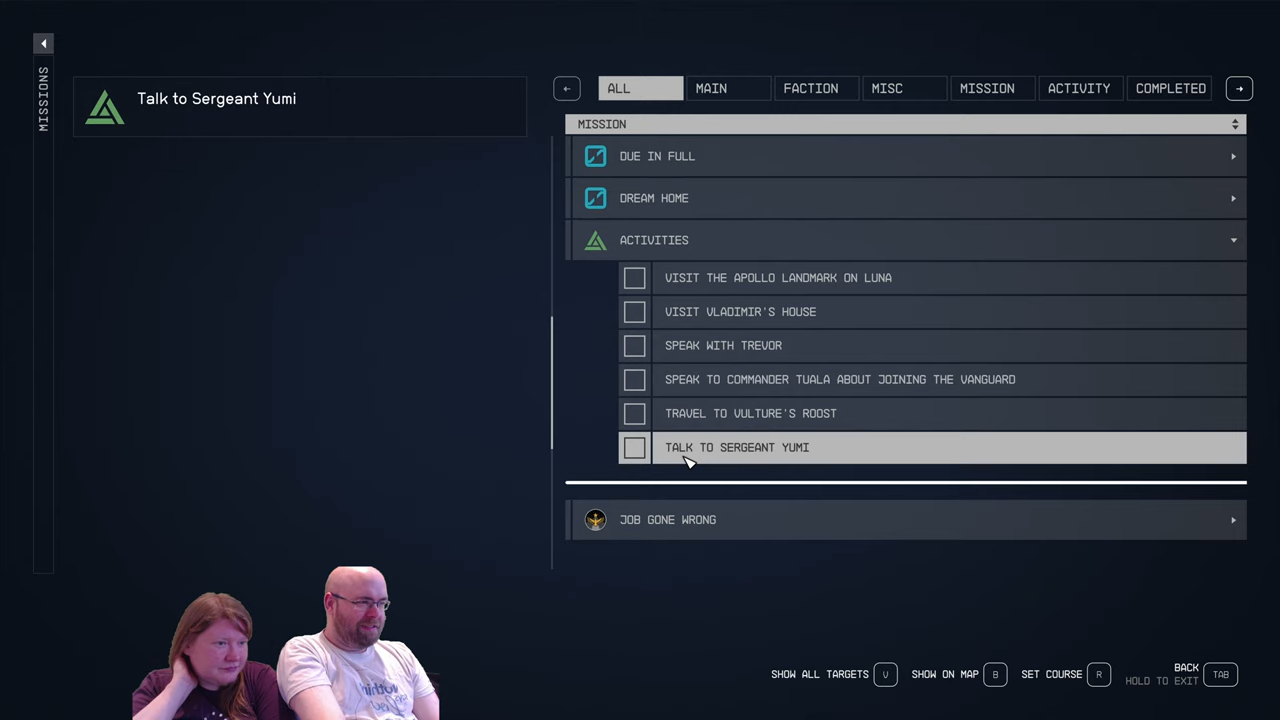 MISSIONS
Talk to Sergeant Yumi
ALL
MAIN
FACTION
MISC
MISSION
ACTIVITY
COMPLETED
MISSION
DUE IN FULL
DREAM HOME
ACTIVITIES
VISIT THE APOLLO LANDMARK ON LUNA
VISIT VLADIMIR'S HOUSE
SPEAK WITH TREVOR
SPEAK TO COMMANDER TUALA ABOUT JOINING THE VANGUARD
TRAVEL TO VULTURE'S ROOST
TALK TO SERGEANT YUMI
JOB GONE WRONG
SHOW ALL TARGETS V
SHOW ON MAP B
SET COURSE R
BACK
HOLD TO EXIT
TAB